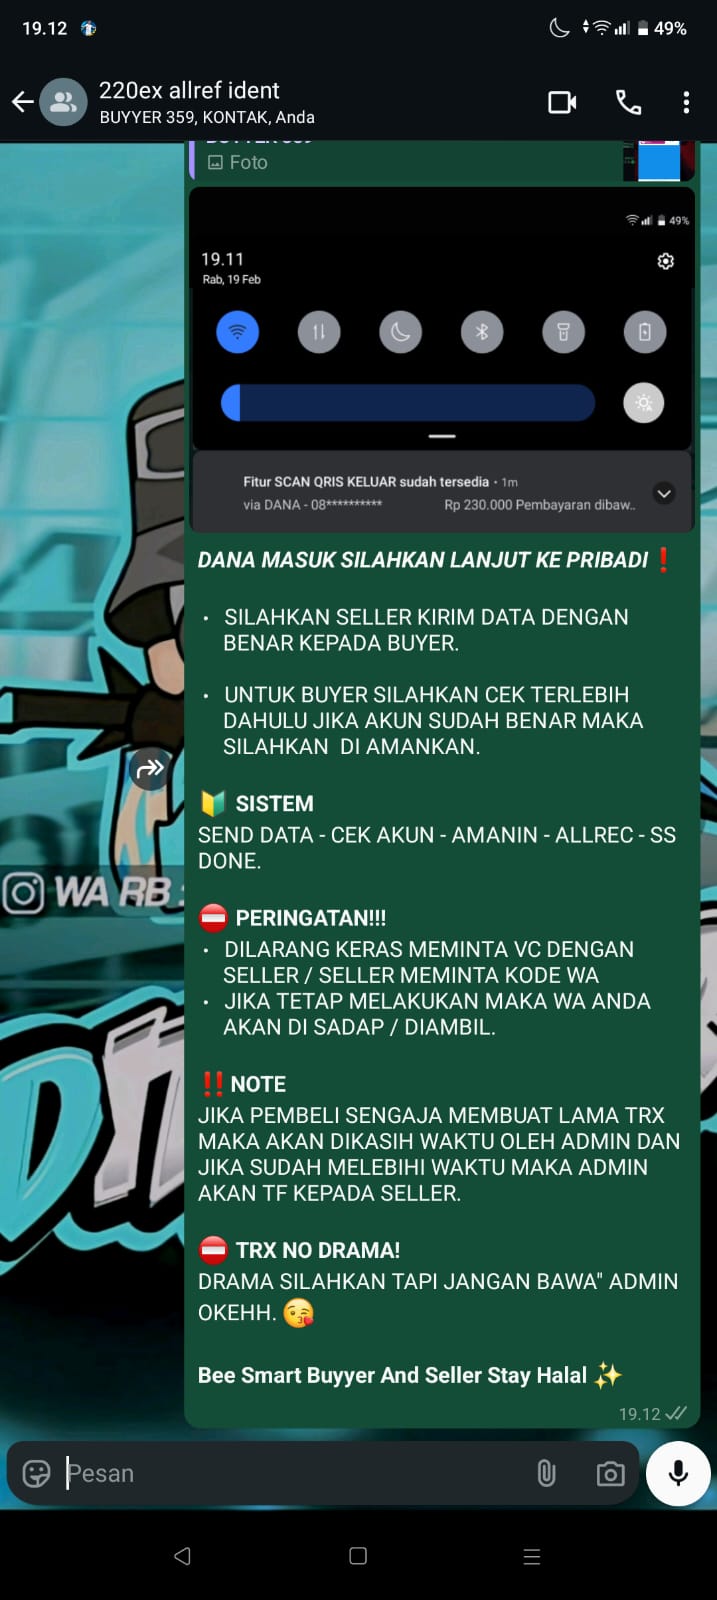 19.12
49%
220ex allref ident
BUYYER 359, KONTAK, Anda
BUYYER 359
Foto
49%
19.11
Rab, 19 Feb
Fitur SCAN QRIS KELUAR sudah tersedia • 1m
via DANA - 08********** Rp 230.000 Pembayaran dibaw..
DANA MASUK SILAHKAN LANJUT KE PRIBADI ❗
• SILAHKAN SELLER KIRIM DATA DENGAN
BENAR KEPADA BUYER.
• UNTUK BUYER SILAHKAN CEK TERLEBIH
DAHULU JIKA AKUN SUDAH BENAR MAKA
SILAHKAN DI AMANKAN.
🔰 SISTEM
SEND DATA - CEK AKUN - AMANIN - ALLREC - SS
DONE.
WA RB :
⛔ PERINGATAN!!!
• DILARANG KERAS MEMINTA VC DENGAN
SELLER / SELLER MEMINTA KODE WA
• JIKA TETAP MELAKUKAN MAKA WA ANDA
AKAN DI SADAP / DIAMBIL.
‼️ NOTE
JIKA PEMBELI SENGAJA MEMBUAT LAMA TRX
MAKA AKAN DIKASIH WAKTU OLEH ADMIN DAN
JIKA SUDAH MELEBIHI WAKTU MAKA ADMIN
AKAN TF KEPADA SELLER.
⛔ TRX NO DRAMA!
DRAMA SILAHKAN TAPI JANGAN BAWA" ADMIN
OKEHH. 😘
Bee Smart Buyyer And Seller Stay Halal ✨
19.12
Pesan